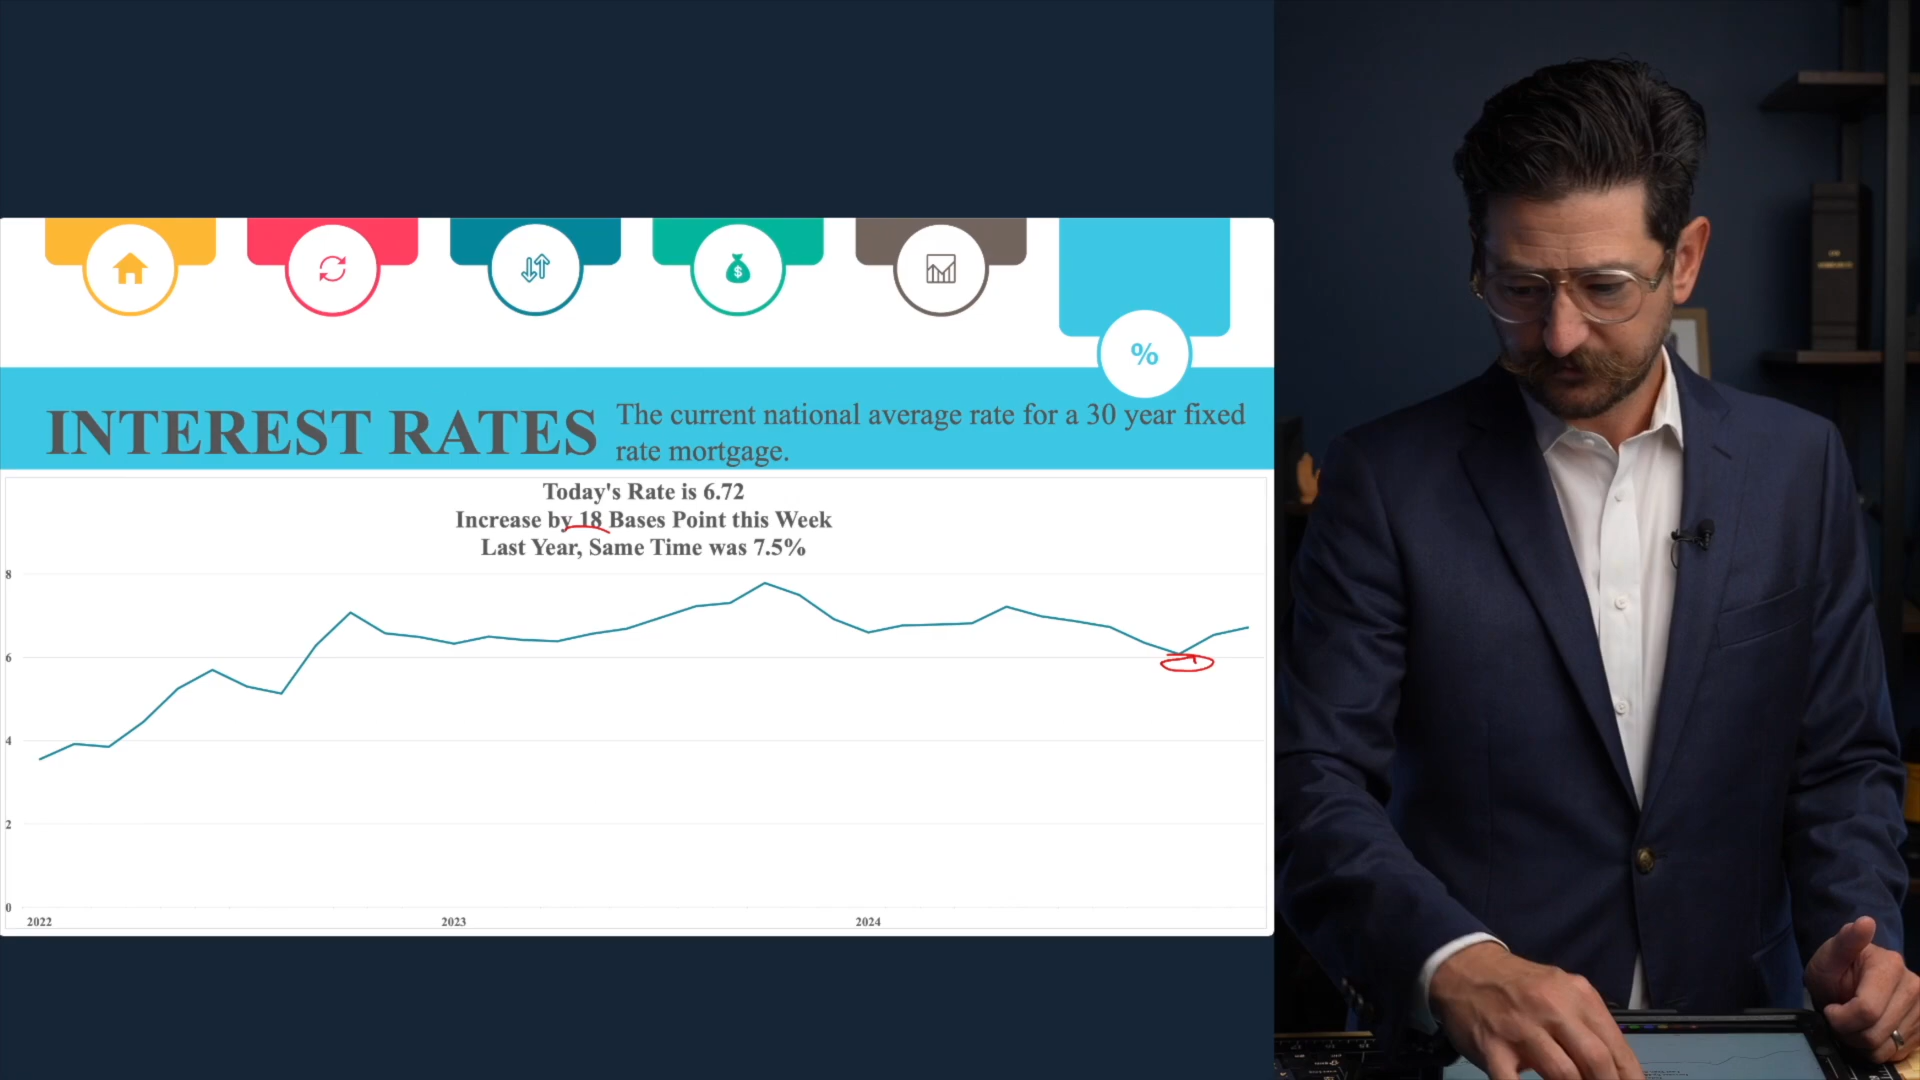 %
INTEREST RATES
The current national average rate for a 30 year fixed
rate mortgage.
Today's Rate is 6.72
Increase by 18 Bases Point this Week
Last Year, Same Time was 7.5%
8
6
4
2
0
2022
2023
2024